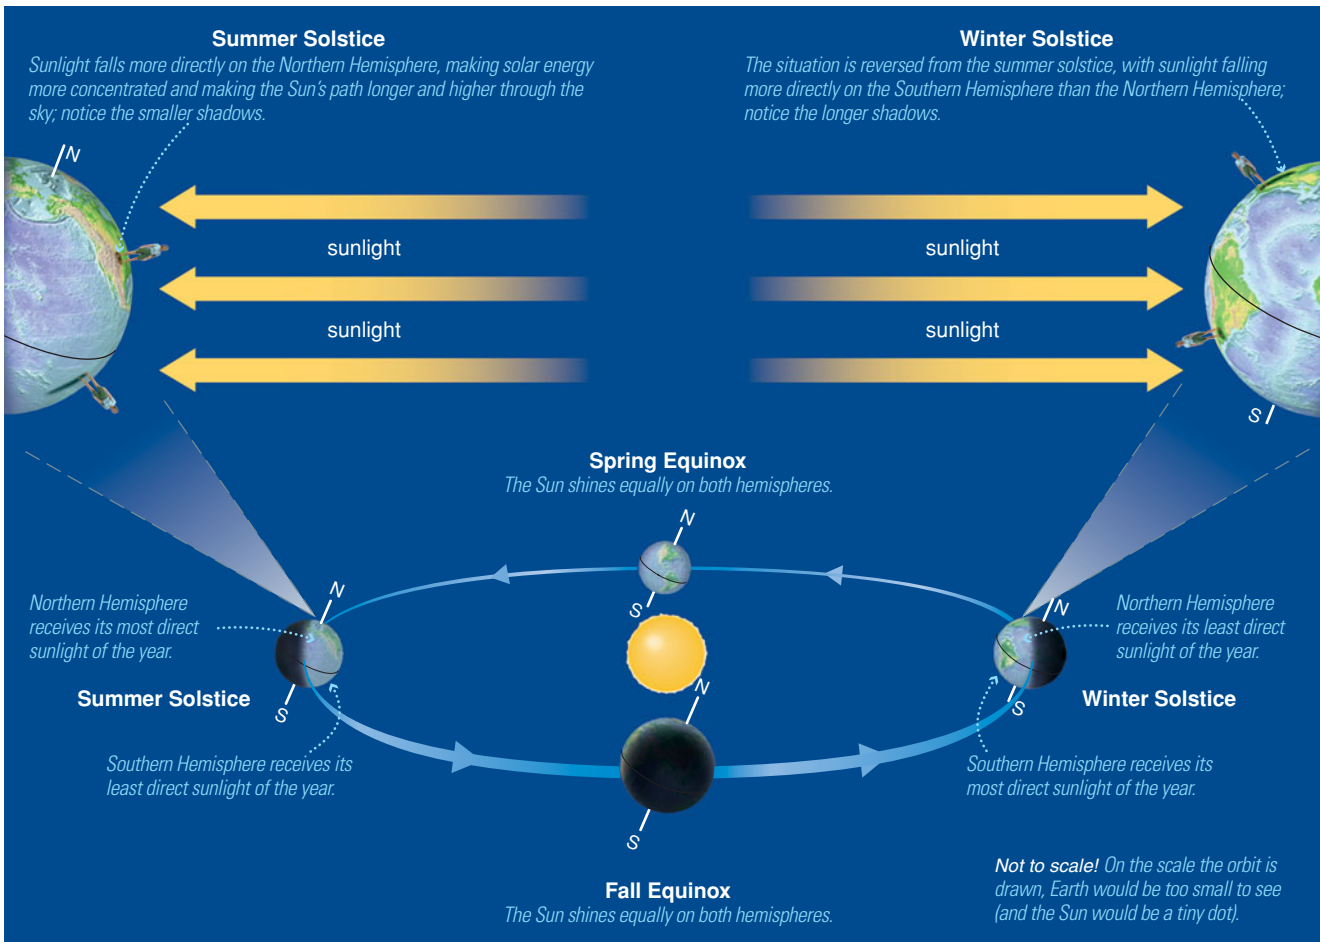 Summer Solstice
Sunlight falls more directly on the Northern Hemisphere, making solar energy
more concentrated and making the Sun's path longer and higher through the
sky; notice the smaller shadows.
N
Winter Solstice
The situation is reversed from the summer solstice, with sunlight falling
more directly on the Southern Hemisphere than the Northern Hemisphere;
notice the longer shadows.
sunlight
sunlight
sunlight
sunlight
S
Spring Equinox
The Sun shines equally on both hemispheres.
N
S
Northern Hemisphere
receives its most direct
sunlight of the year.
N
Summer Solstice
S
Southern Hemisphere receives its
least direct sunlight of the year.
N
Northern Hemisphere
receives its least direct
sunlight of the year.
Winter Solstice
S
Southern Hemisphere receives its
most direct sunlight of the year.
N
S
Fall Equinox
The Sun shines equally on both hemispheres.
Not to scale! On the scale the orbit is
drawn, Earth would be too small to see
(and the Sun would be a tiny dot).